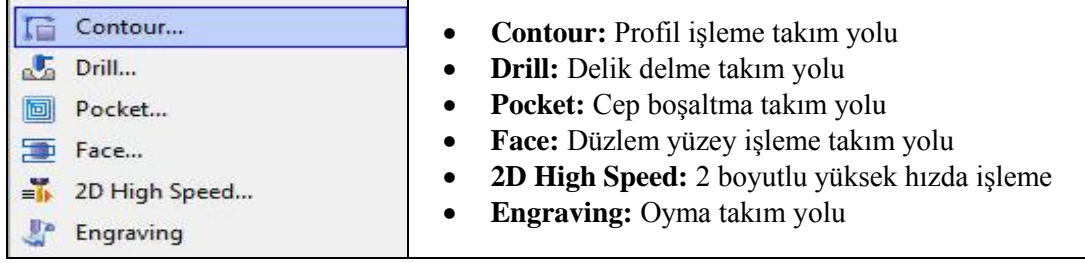 Contour...
Drill...
Pocket...
Face...
2D High Speed...
Engraving
• Contour: Profil işleme takım yolu
• Drill: Delik delme takım yolu
• Pocket: Cep boşaltma takım yolu
• Face: Düzlem yüzey işleme takım yolu
• 2D High Speed: 2 boyutlu yüksek hızda işleme
• Engraving: Oyma takım yolu